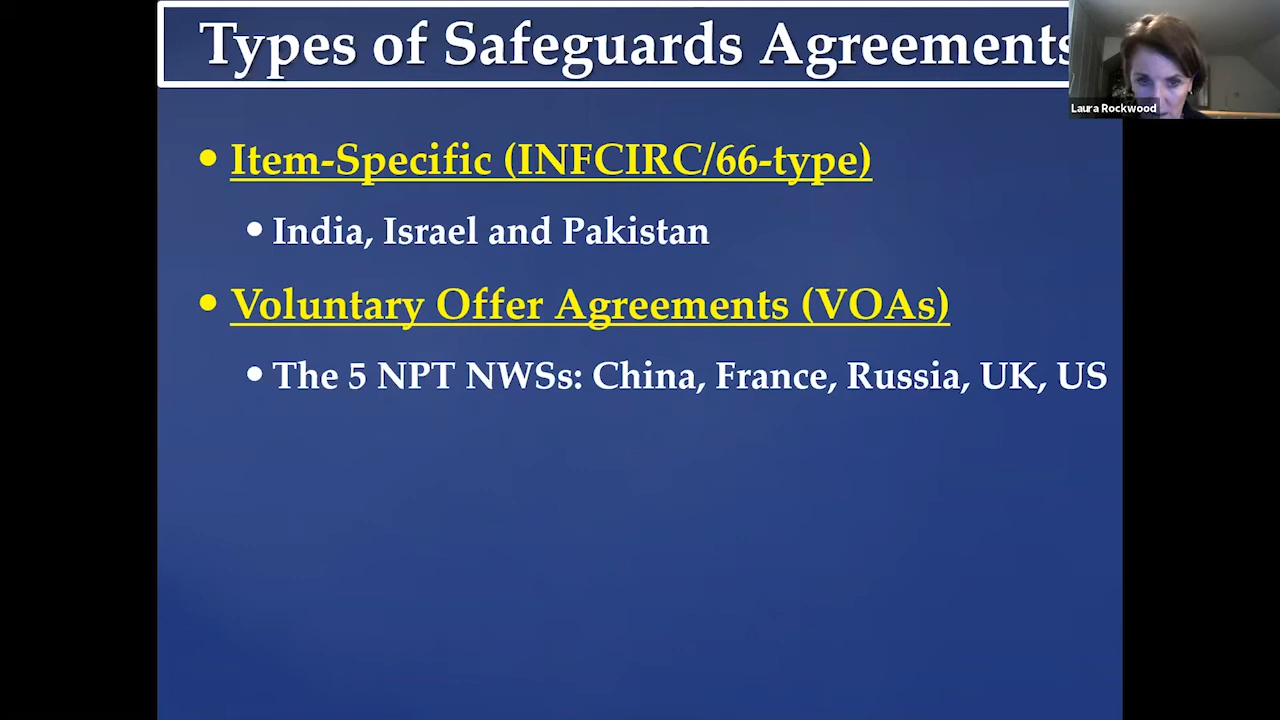 Types of Safeguards Agreements
Laura Rockwood
• Item-Specific (INFCIRC/66-type)
• India, Israel and Pakistan
• Voluntary Offer Agreements (VOAs)
• The 5 NPT NWSs: China, France, Russia, UK, US